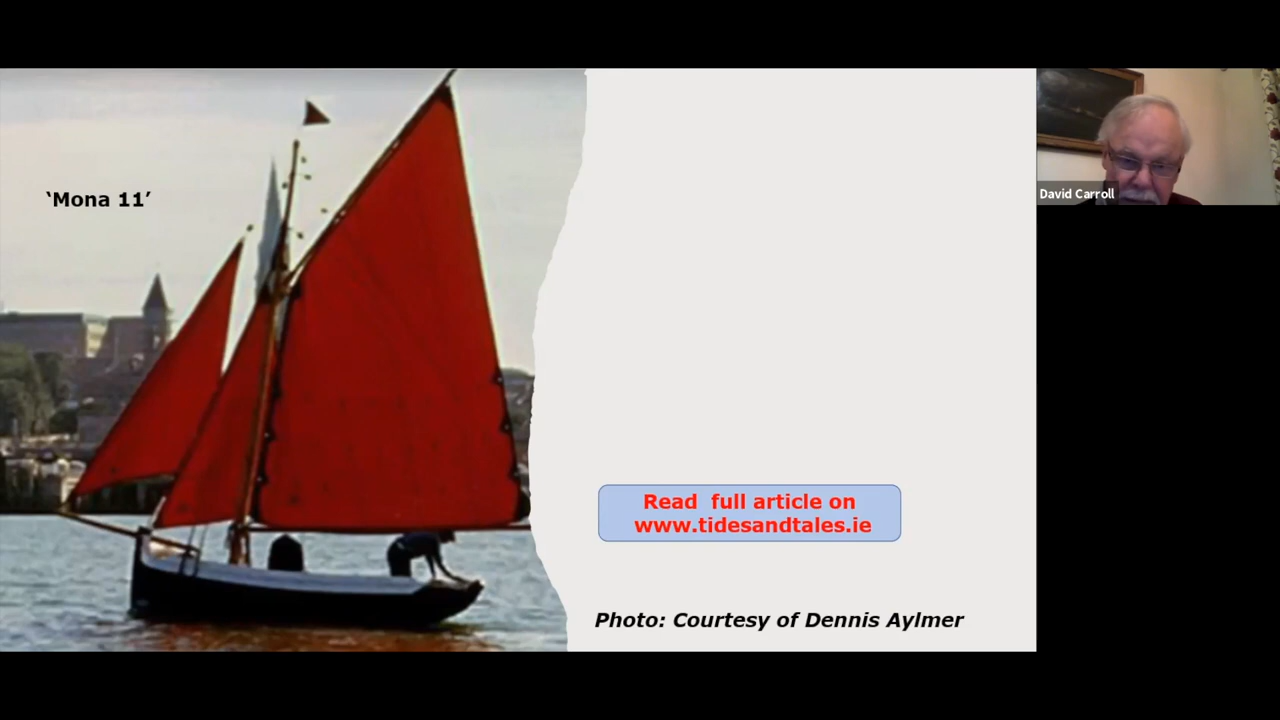 ‘Mona 11’
David Carroll
Read  full article on
www.tidesandtales.ie
Photo: Courtesy of Dennis Aylmer